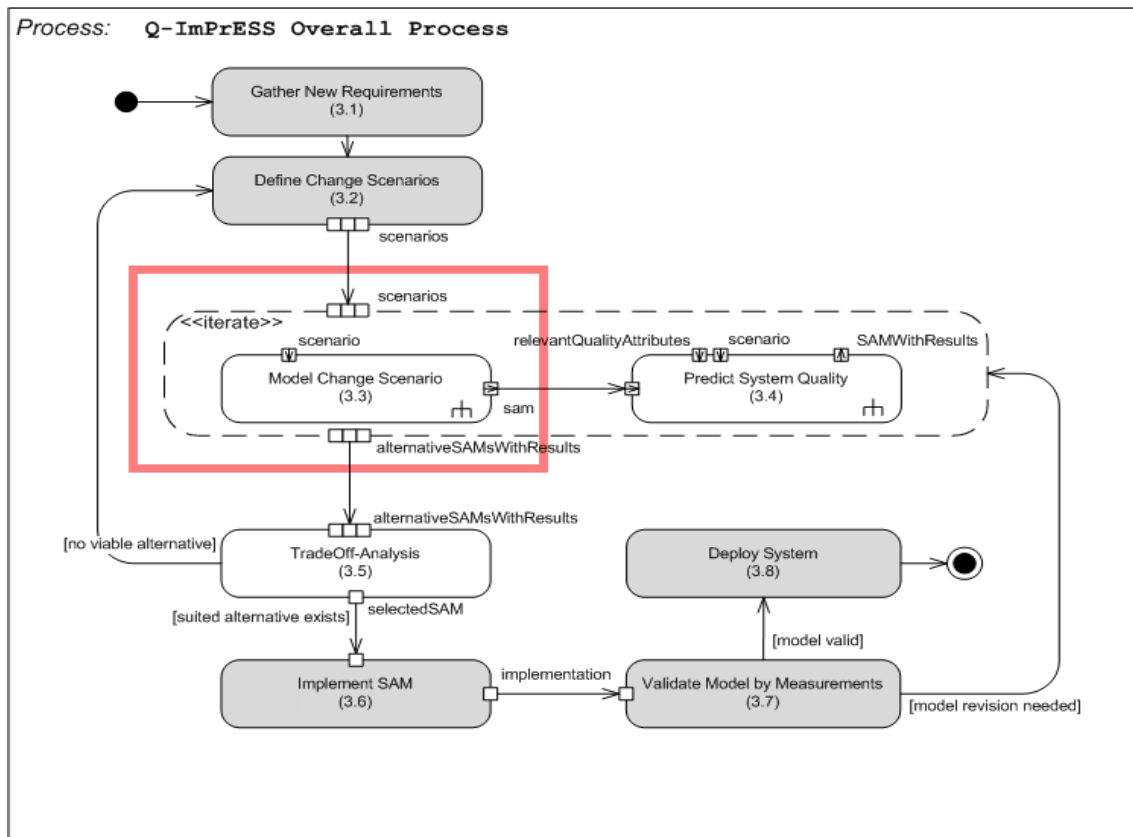 Process: Q-ImPrESS Overall Process
Gather New Requirements
(3.1)
Define Change Scenarios
(3.2)
scenarios
scenarios
<<iterate>>
scenario
relevantQualityAttributes
scenario
SAMWithResults
Model Change Scenario
(3.3)
sam
Predict System Quality
(3.4)
alternativeSAMsWithResults
alternativeSAMsWithResults
[no viable alternative]
TradeOff-Analysis
(3.5)
Deploy System
(3.8)
[suited alternative exists]
selectedSAM
[model valid]
Implement SAM
(3.6)
implementation
Validate Model by Measurements
(3.7)
[model revision needed]